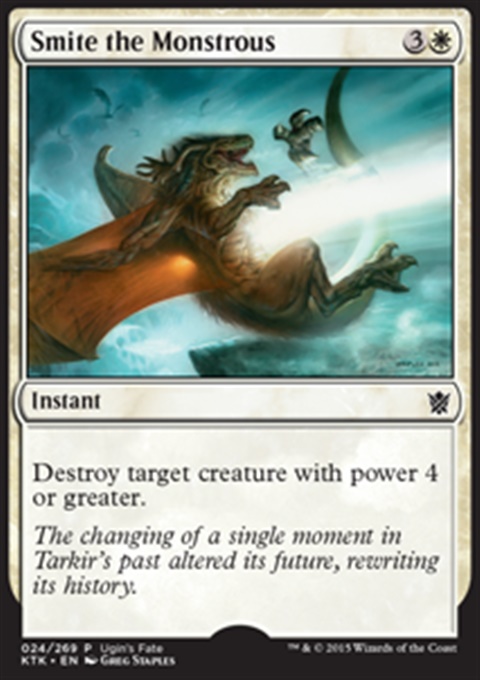 Smite the Monstrous 3
Instant
Destroy target creature with power 4
or greater.
The changing of a single moment in
Tarkir's past altered its future, rewriting
its history.
024/269 P Ugin's Fate
KTK • EN Greg Staples
™ & © 2015 Wizards of the Coast